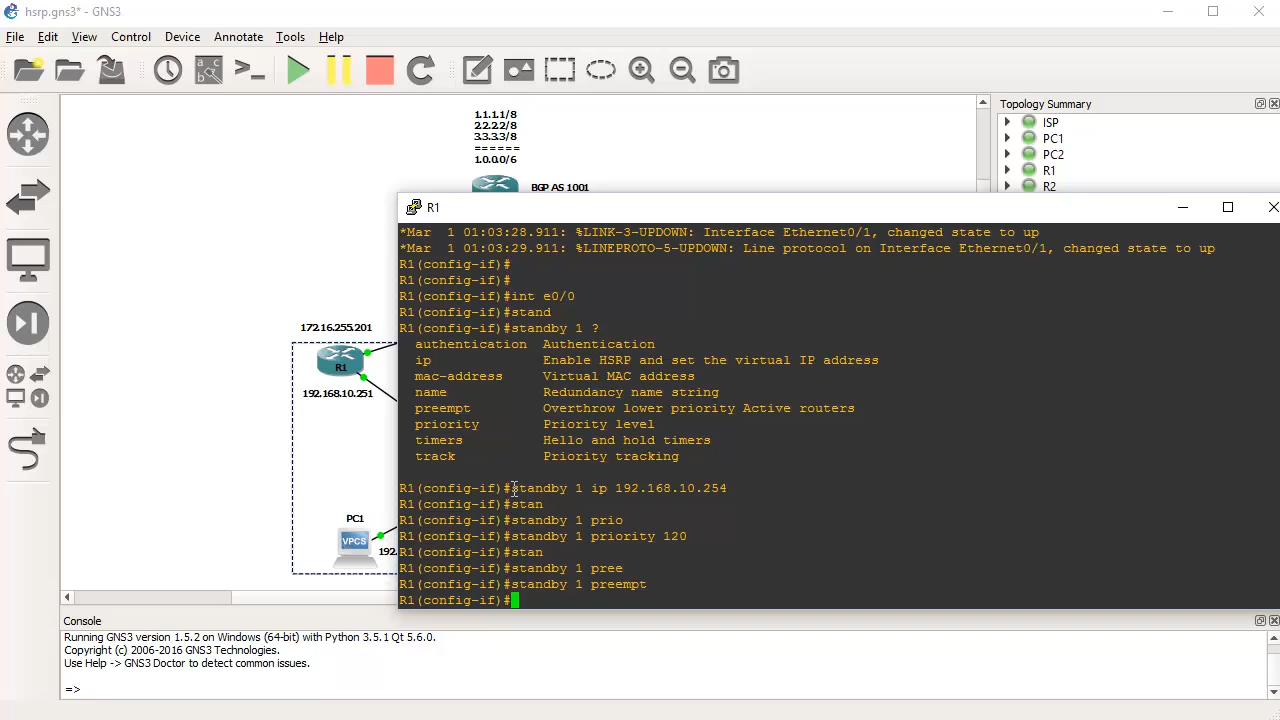 hsrp.gns3* - GNS3
File Edit View Control Device Annotate Tools Help
Topology Summary
ISP
PC1
PC2
R1
R2
1.1.1.1/8
2.2.2.2/8
3.3.3.3/8
======
1.0.0.0/6
BGP AS 1001
172.16.255.201
R1
192.168.10.251
PC1
VPCS
192.
R1
*Mar  1 01:03:28.911: %LINK-3-UPDOWN: Interface Ethernet0/1, changed state to up
*Mar  1 01:03:29.911: %LINEPROTO-5-UPDOWN: Line protocol on Interface Ethernet0/1, changed state to up
R1(config-if)#
R1(config-if)#
R1(config-if)#int e0/0
R1(config-if)#stand
R1(config-if)#standby 1 ?
authentication  Authentication
ip              Enable HSRP and set the virtual IP address
mac-address     Virtual MAC address
name            Redundancy name string
preempt         Overthrow lower priority Active routers
priority        Priority level
timers          Hello and hold timers
track           Priority tracking
R1(config-if)#standby 1 ip 192.168.10.254
R1(config-if)#stan
R1(config-if)#standby 1 prio
R1(config-if)#standby 1 priority 120
R1(config-if)#stan
R1(config-if)#standby 1 pree
R1(config-if)#standby 1 preempt
R1(config-if)#
Console
Running GNS3 version 1.5.2 on Windows (64-bit) with Python 3.5.1 Qt 5.6.0.
Copyright (c) 2006-2016 GNS3 Technologies.
Use Help -> GNS3 Doctor to detect common issues.
=>